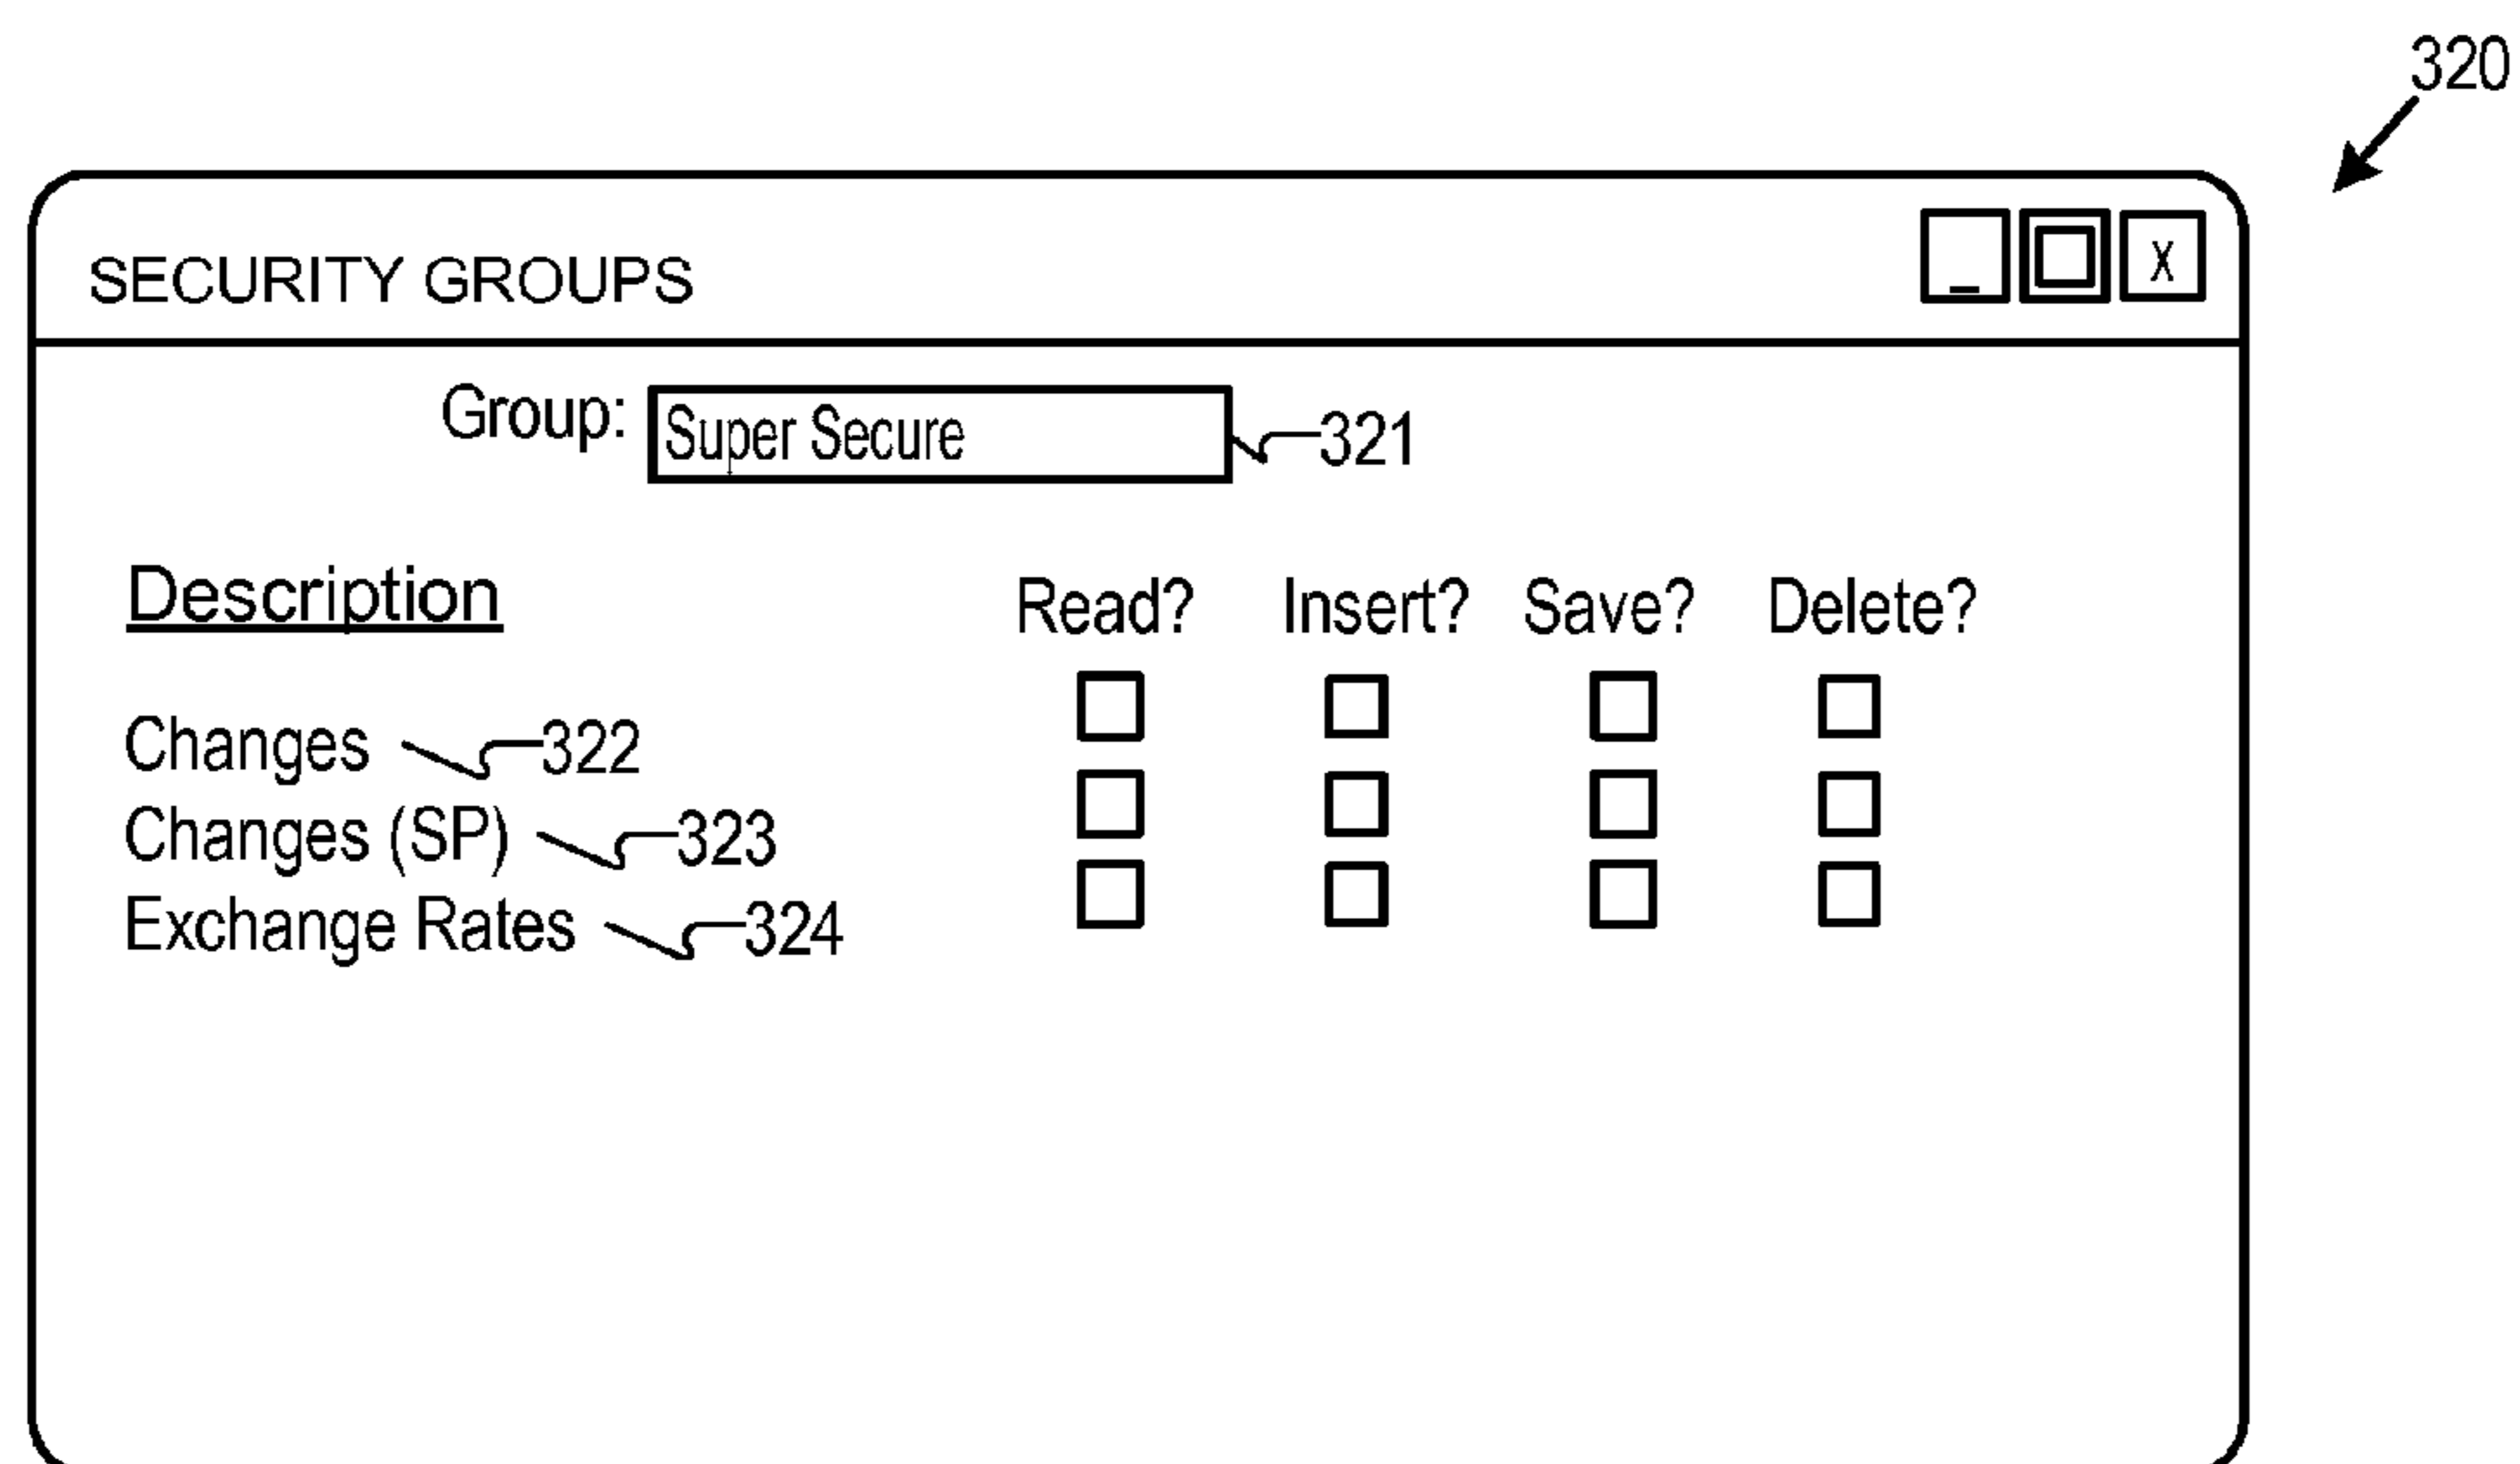 320
SECURITY GROUPS _ X
Group: Super Secure 321
Description Read? Insert? Save? Delete?
Changes 322
Changes (SP) 323
Exchange Rates 324